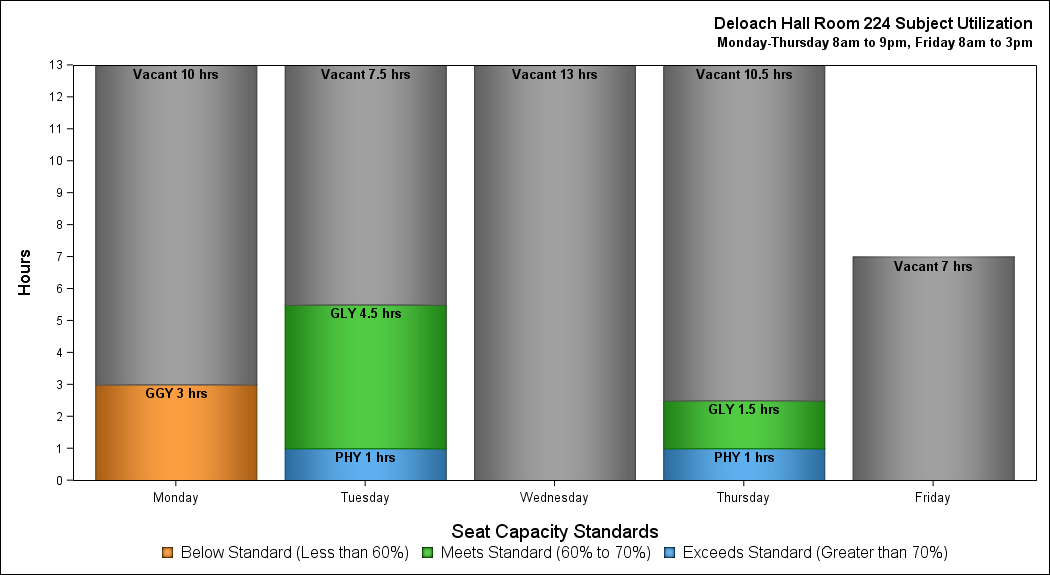 Deloach Hall Room 224 Subject Utilization
Monday-Thursday 8am to 9pm, Friday 8am to 3pm
13
12
11
10
9
8
7
6
5
4
3
2
1
0
Hours
Vacant 10 hrs
GGY 3 hrs
Vacant 7.5 hrs
GLY 4.5 hrs
PHY 1 hrs
Vacant 13 hrs
Vacant 10.5 hrs
GLY 1.5 hrs
PHY 1 hrs
Vacant 7 hrs
Monday Tuesday Wednesday Thursday Friday
Seat Capacity Standards
Below Standard (Less than 60%) Meets Standard (60% to 70%) Exceeds Standard (Greater than 70%)